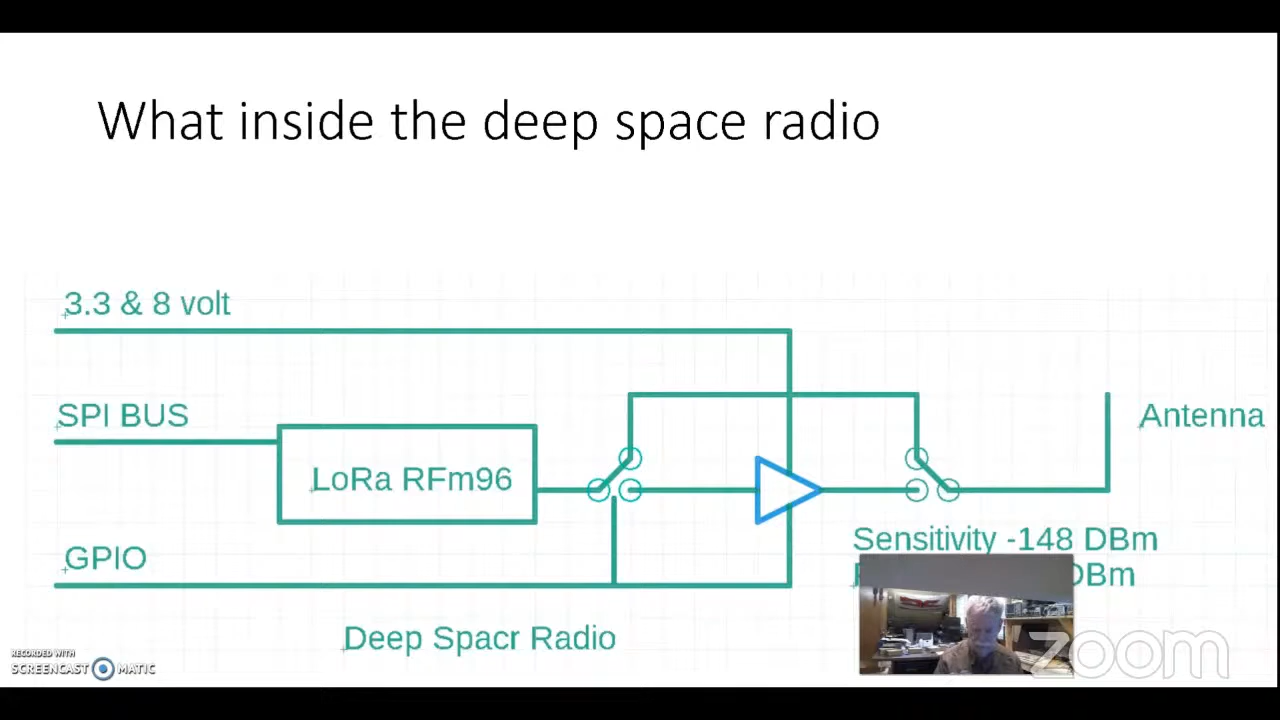 What inside the deep space radio
3.3 & 8 volt
SPI BUS
Antenna
LoRa RFm96
Sensitivity -148 DBm
GPIO
DBm
Deep Spacr Radio
RECORDED WITH
SCREENCAST MATIC
zoom